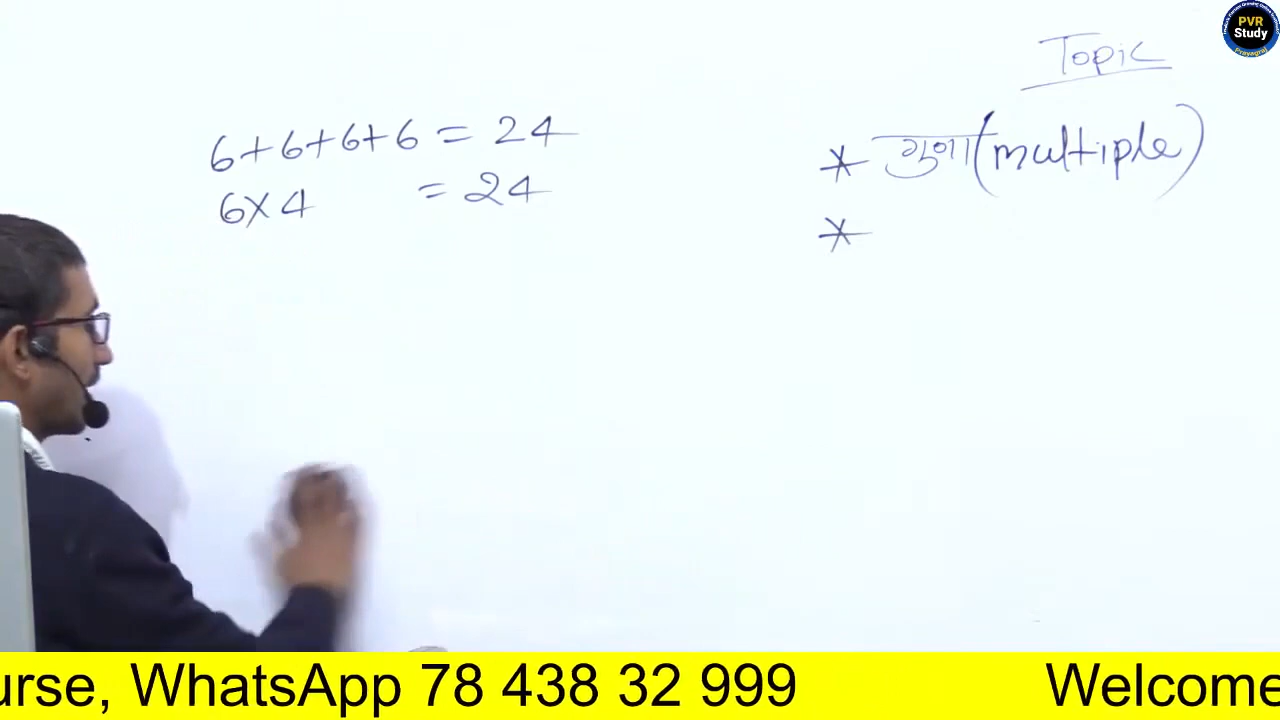 PVR
Study
Prayagraj
Topic
6+6+6+6 = 24
6×4 = 24
* गुणा (multiple)
*
urse, WhatsApp 78 438 32 999 Welcome